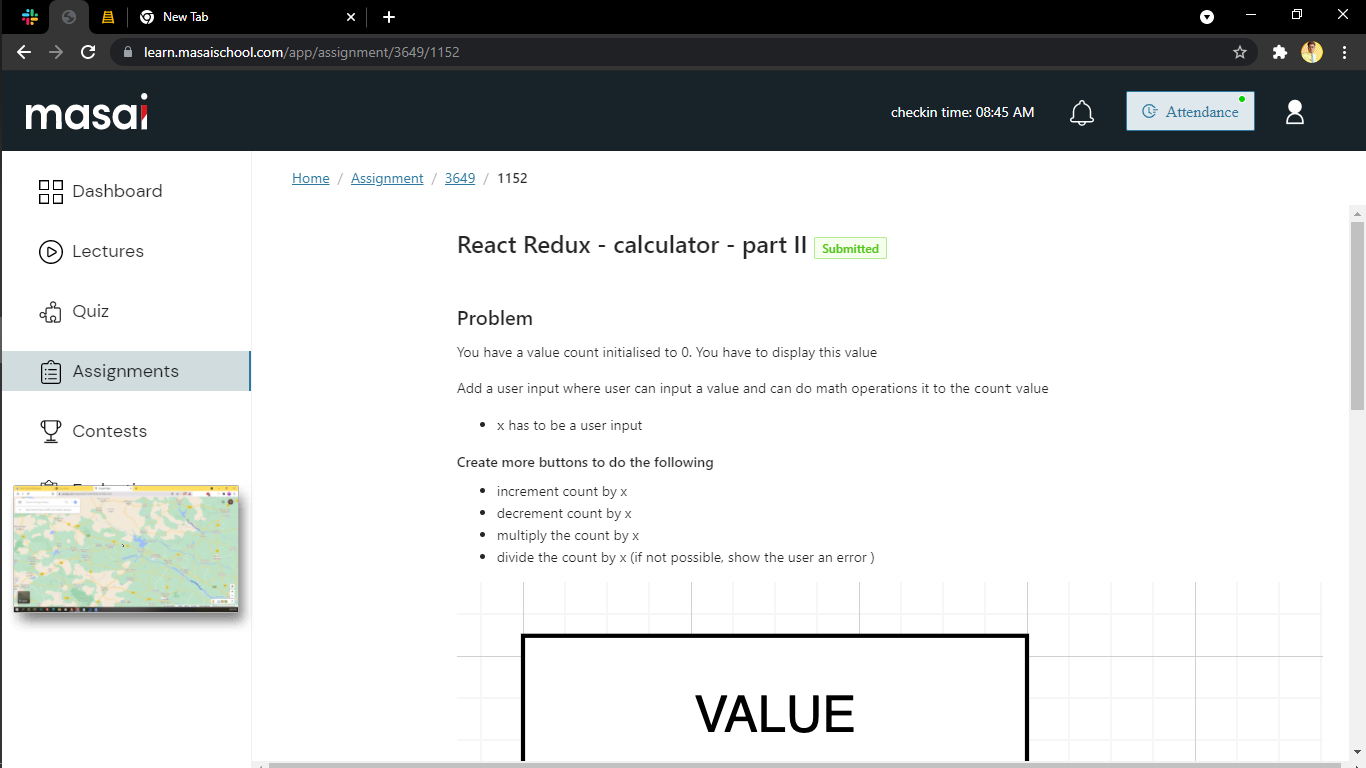 New Tab
learn.masaischool.com/app/assignment/3649/1152
masai
checkin time: 08:45 AM
Attendance
Dashboard
Lectures
Quiz
Assignments
Contests
Home / Assignment / 3649 / 1152
React Redux - calculator - part II Submitted
Problem
You have a value count initialised to 0. You have to display this value
Add a user input where user can input a value and can do math operations it to the count value
• x has to be a user input
Create more buttons to do the following
• increment count by x
• decrement count by x
• multiply the count by x
• divide the count by x (if not possible, show the user an error )
VALUE